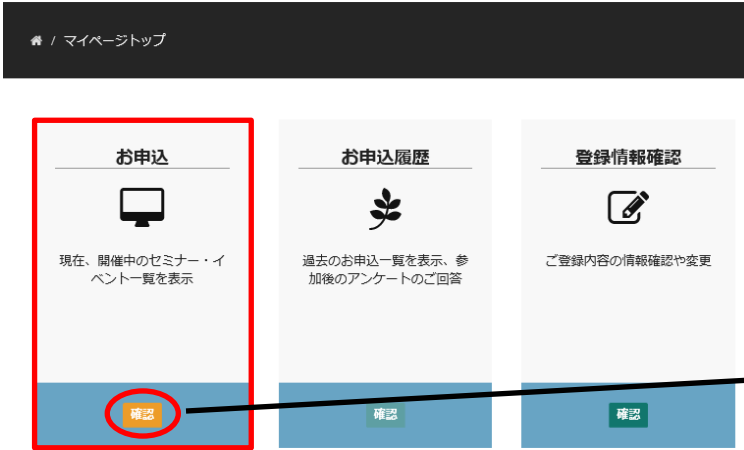 / マイページトップ
お申込
現在、開催中のセミナー・イ
ベント一覧を表示
確認
お申込履歴
過去のお申込一覧を表示、参
加後のアンケートのご回答
確認
登録情報確認
ご登録内容の情報確認や変更
確認